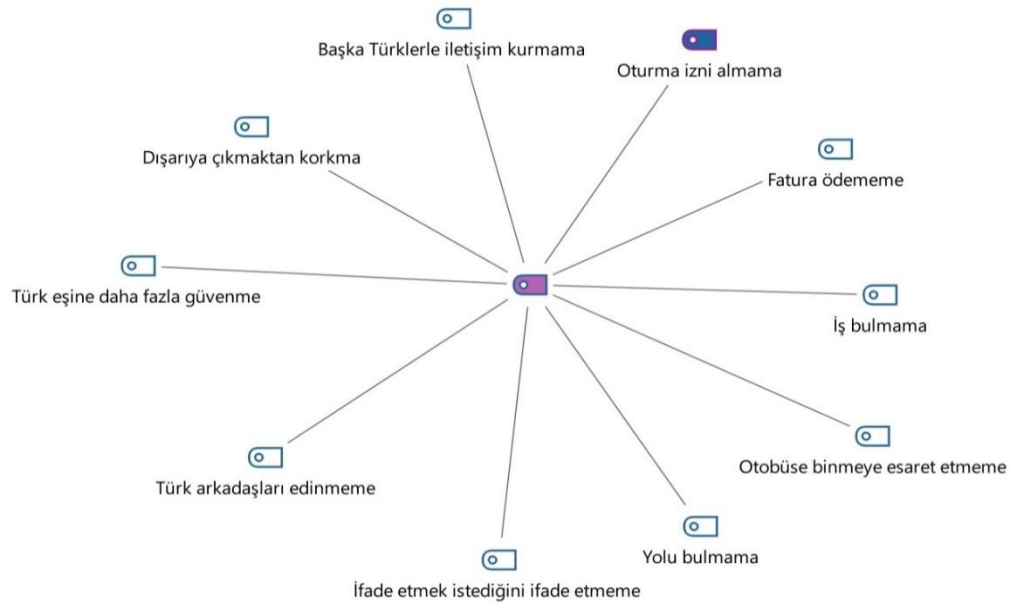 Başka Türklerle iletişim kurmama
Oturma izni almama
Dışarıya çıkmaktan korkma
Fatura ödememe
Türk eşine daha fazla güvenme
İş bulmama
Otobüse binmeye esaret etmeme
Türk arkadaşları edinmeme
Yolu bulmama
İfade etmek istediğini ifade etmeme